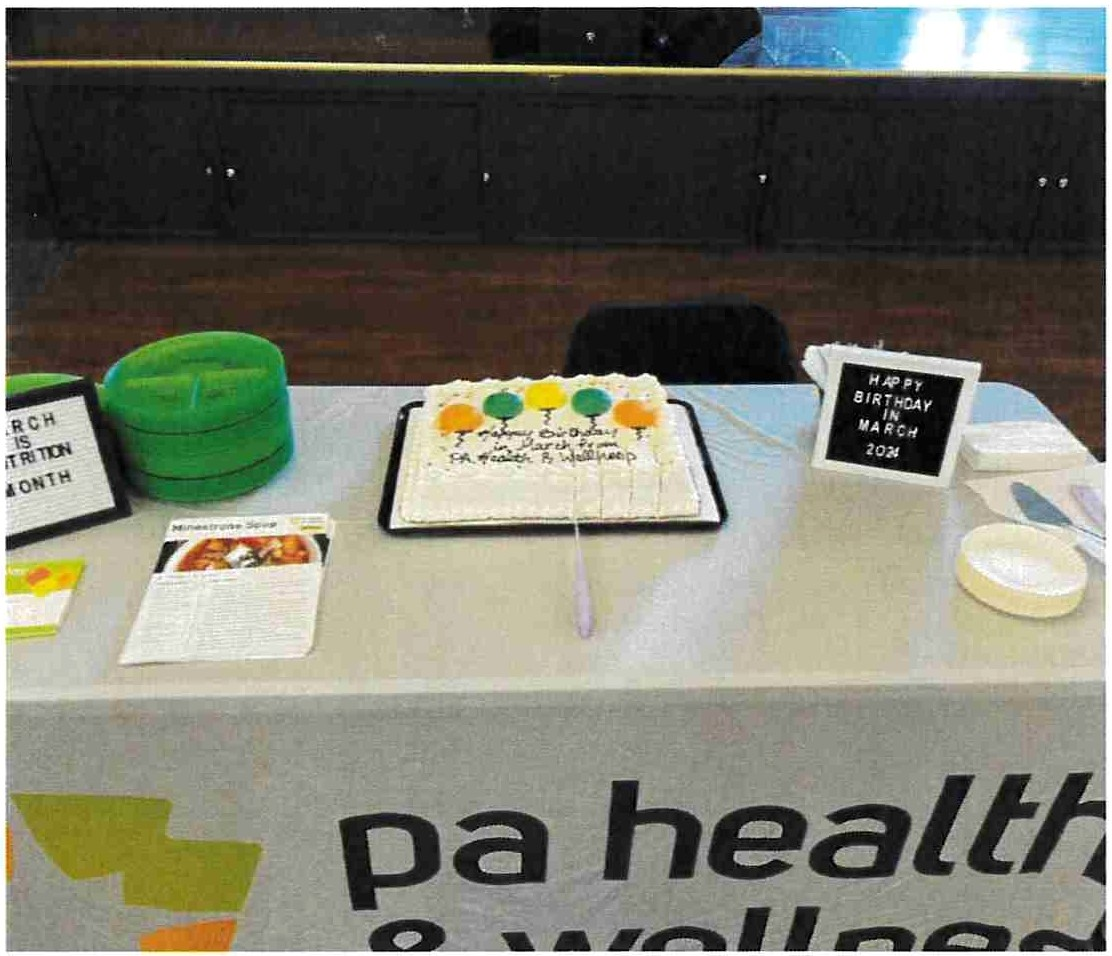 RCH
IS
TRITION
MONTH
Minestrone Soup
Happy Birthday
in March from
PA Health & Wellness
HAPPY
BIRTHDAY
IN
MARCH
2024
pa health
& wellness